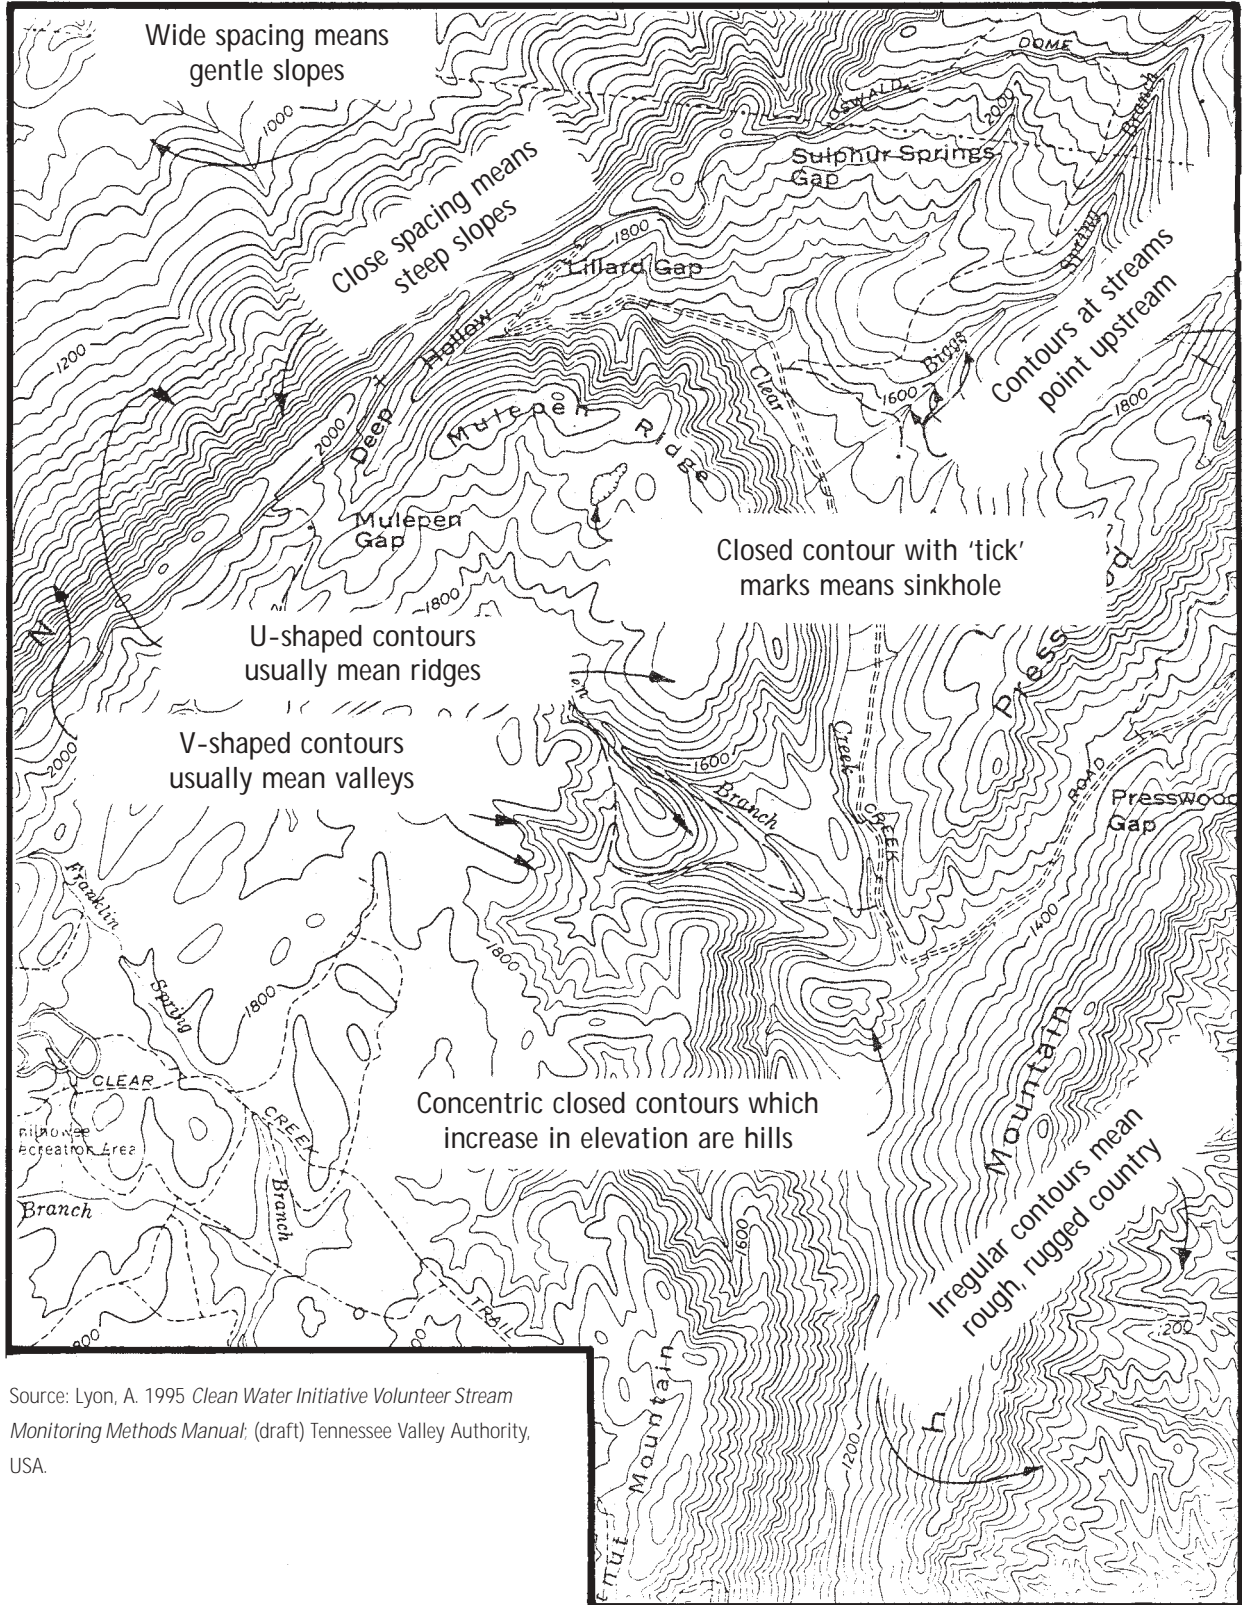 Wide spacing means
gentle slopes
DOME
OSWALD
1000
2000
Branch
Sulphur Springs
Gap
Close spacing means
steep slopes
1800
Lillard Gap
Spring
Contours at streams
point upstream
1200
Deep
Hollow
Biggs
1600
Clear
1800
2000
Mulepen
Ridge
Mulepen
Gap
Closed contour with ‘tick’
marks means sinkhole
1800
N
U-shaped contours
usually mean ridges
V-shaped contours
usually mean valleys
2000
1600
Branch
Creek
CREEK
ROAD
Presswood
Gap
Franklin
1800
1400
Spring
1800
CLEAR
CREEK
Concentric closed contours which
increase in elevation are hills
Mountain
Branch
Branch
1600
Irregular contours mean
rough, rugged country
TRAIL
1200
Mountain
1200
h
Source: Lyon, A. 1995 Clean Water Initiative Volunteer Stream
Monitoring Methods Manual; (draft) Tennessee Valley Authority,
USA.